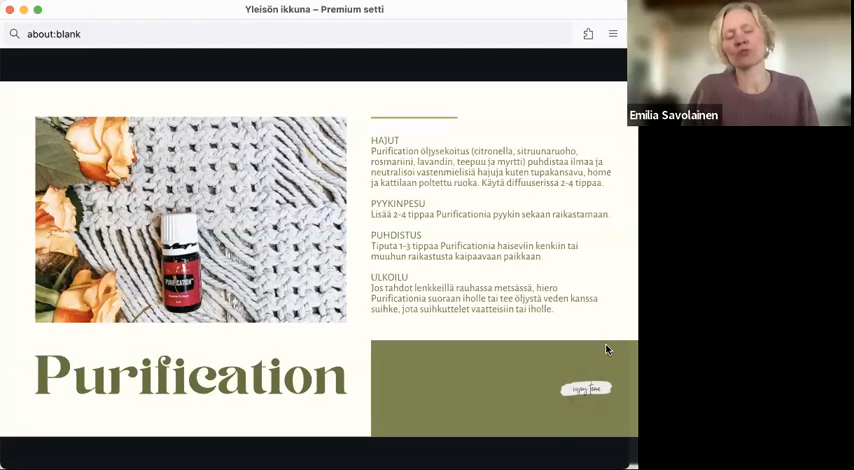 Yleisön ikkuna – Premium setti
about:blank
Emilia Savolainen
HAJUT
Purification öljysekoitus (citronella, sitruunaruoho,
rosmariini, lavandin, teepuu ja myrtti) puhdistaa ilmaa ja
neutralisoi vastenmielisiä hajuja kuten tupakansavu, home
ja kattilaan poltettu ruoka. Käytä diffuuserissa 2-4 tippaa.
PYYKINPESU
Lisää 2-4 tippaa Purificationia pyykin sekaan raikastamaan.
PUHDISTUS
Tiputa 1-3 tippaa Purificationia haiseviin kenkiin tai
muuhun raikastusta kaipaavaan paikkaan.
ULKOILU
Jos tahdot lenkkeillä rauhassa metsässä, hiero
Purificationia suoraan iholle tai tee öljystä veden kanssa
suihke, jota suihkuttelet vaatteisiin tai iholle.
PURIFICATION
Purification